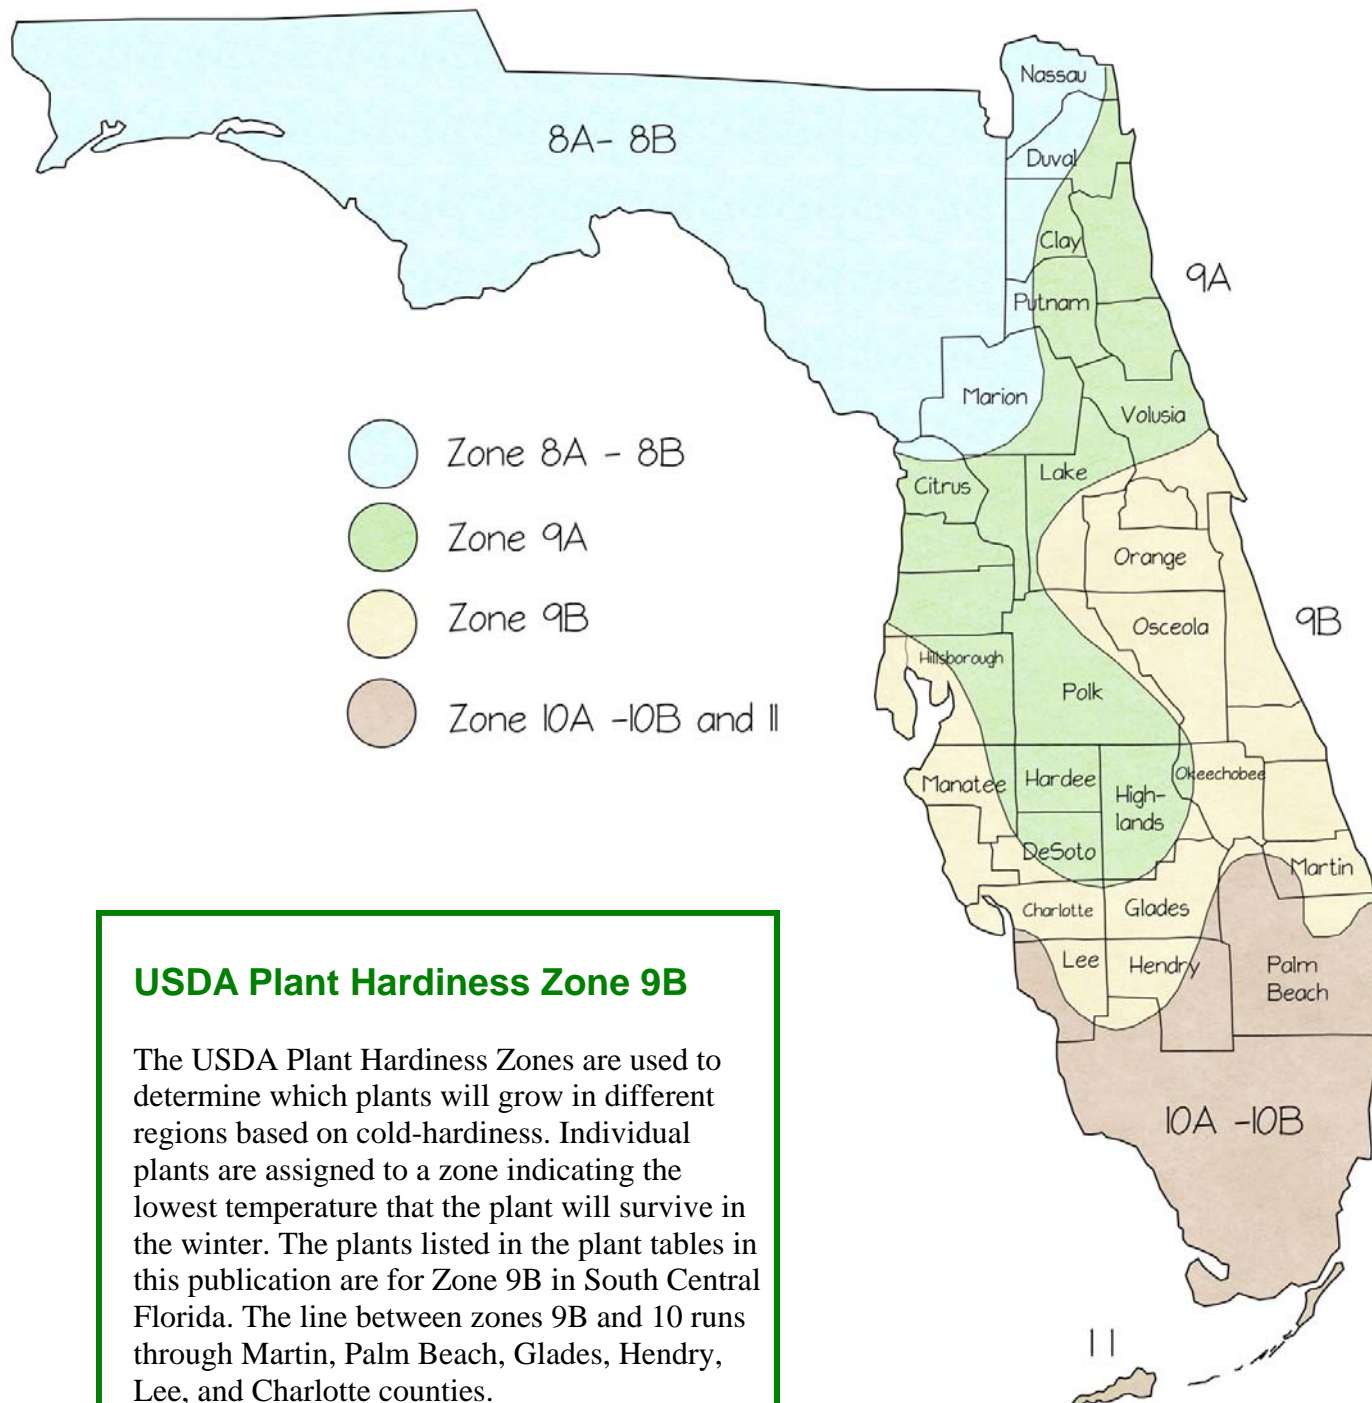 Nassau
8A- 8B
Duval
Clay
9A
Putnam
Marion
Volusia
Zone 8A - 8B
Lake
Citrus
Zone 9A
Orange
Zone 9B
Osceola
9B
Hillsborough
Polk
Zone 10A -10B and 11
Manatee
Hardee
Okeechobee
High-
lands
DeSoto
Martin
Charlotte
Glades
Lee
Hendry
Palm
Beach
10A -10B
11
USDA Plant Hardiness Zone 9B
The USDA Plant Hardiness Zones are used to
determine which plants will grow in different
regions based on cold-hardiness. Individual
plants are assigned to a zone indicating the
lowest temperature that the plant will survive in
the winter. The plants listed in the plant tables in
this publication are for Zone 9B in South Central
Florida. The line between zones 9B and 10 runs
through Martin, Palm Beach, Glades, Hendry,
Lee, and Charlotte counties.